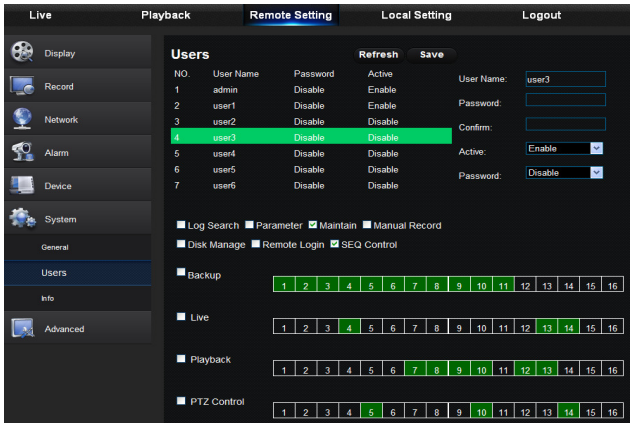 Live Playback Remote Setting Local Setting Logout
Display
Record
Network
Alarm
Device
System
General
Users
Info
Advanced
Users Refresh Save
NO. User Name Password Active
1 admin Disable Enable
2 user1 Disable Enable
3 user2 Disable Disable
4 user3 Disable Disable
5 user4 Disable Disable
6 user5 Disable Disable
7 user6 Disable Disable
User Name: user3
Password:
Confirm:
Active: Enable
Password: Disable
Log Search Parameter Maintain Manual Record
Disk Manage Remote Login SEQ Control
Backup
1 2 3 4 5 6 7 8 9 10 11 12 13 14 15 16
Live
1 2 3 4 5 6 7 8 9 10 11 12 13 14 15 16
Playback
1 2 3 4 5 6 7 8 9 10 11 12 13 14 15 16
PTZ Control
1 2 3 4 5 6 7 8 9 10 11 12 13 14 15 16